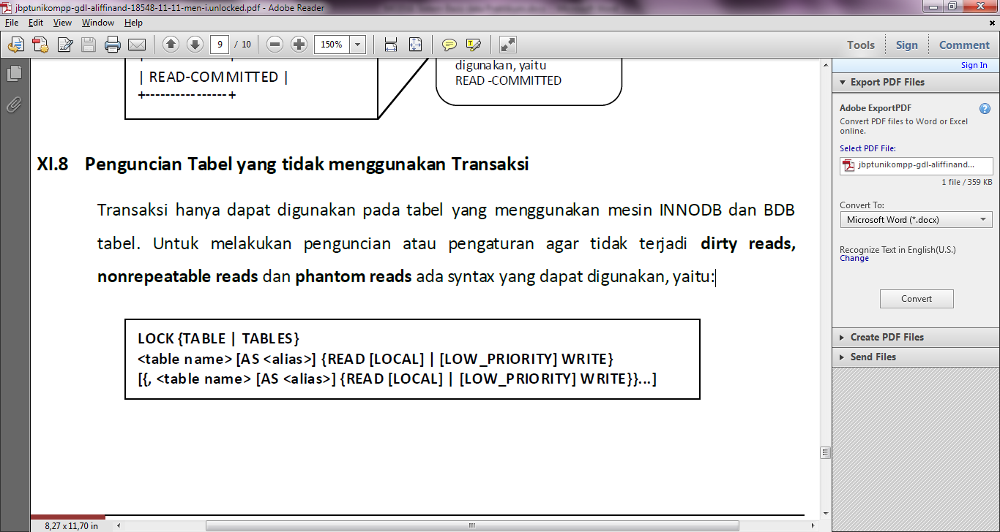 jbptunikompp-gdl-aliffinand-18548-11-11-men-i.unlocked.pdf - Adobe Reader
File Edit View Window Help
9 / 10 150% Tools Sign Comment
Sign In
digunakan, yaitu
| READ-COMMITTED |
READ -COMMITTED
+----------------+
XI.8 Penguncian Tabel yang tidak menggunakan Transaksi
Transaksi hanya dapat digunakan pada tabel yang menggunakan mesin INNODB dan BDB
tabel. Untuk melakukan penguncian atau pengaturan agar tidak terjadi dirty reads,
nonrepeatable reads dan phantom reads ada syntax yang dapat digunakan, yaitu:
LOCK {TABLE | TABLES}
<table name> [AS <alias>] {READ [LOCAL] | [LOW_PRIORITY] WRITE}
[{, <table name> [AS <alias>] {READ [LOCAL] | [LOW_PRIORITY] WRITE}}...]
Export PDF Files
Adobe ExportPDF
Convert PDF files to Word or Excel
online.
Select PDF File:
jbptunikompp-gdl-aliffinand...
1 file / 359 KB
Convert To:
Microsoft Word (*.docx)
Recognize Text in English(U.S.)
Change
Convert
Create PDF Files
Send Files
8,27 x 11,70 in